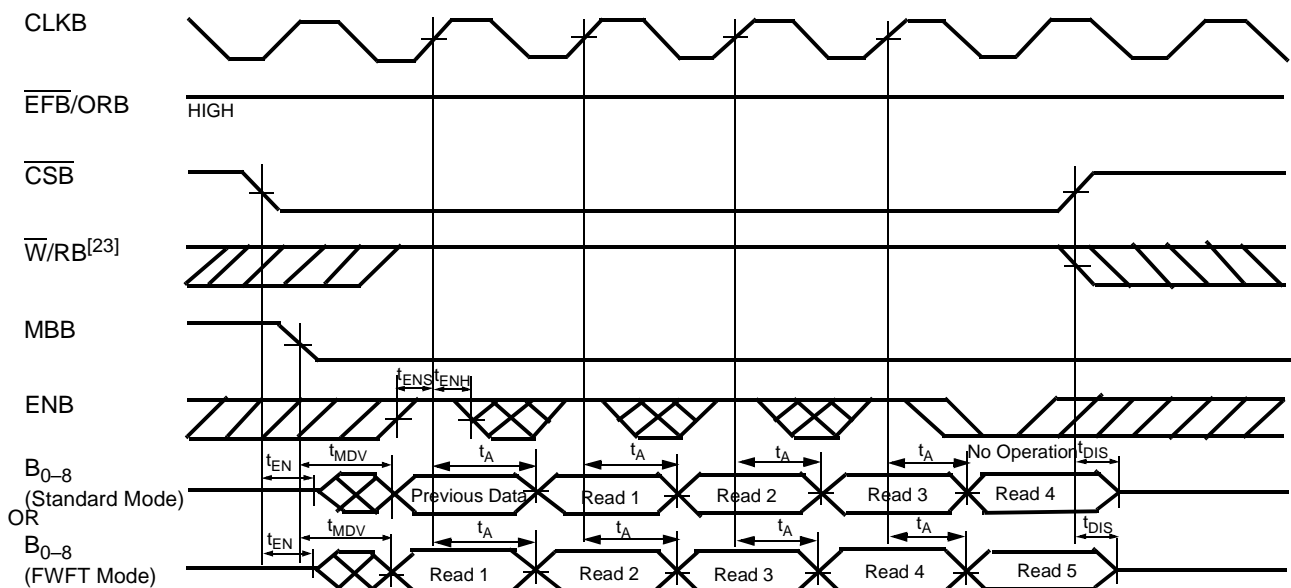 CLKB
EFB/ORB
HIGH
CSB
W/RB[23]
MBB
tENS tENH
ENB
tEN tMDV tA tA tA tA No Operation tDIS
B0–8
(Standard Mode)
Previous Data Read 1 Read 2 Read 3 Read 4
OR
tEN tMDV tA tA tA tA tDIS
B0–8
(FWFT Mode)
Read 1 Read 2 Read 3 Read 4 Read 5